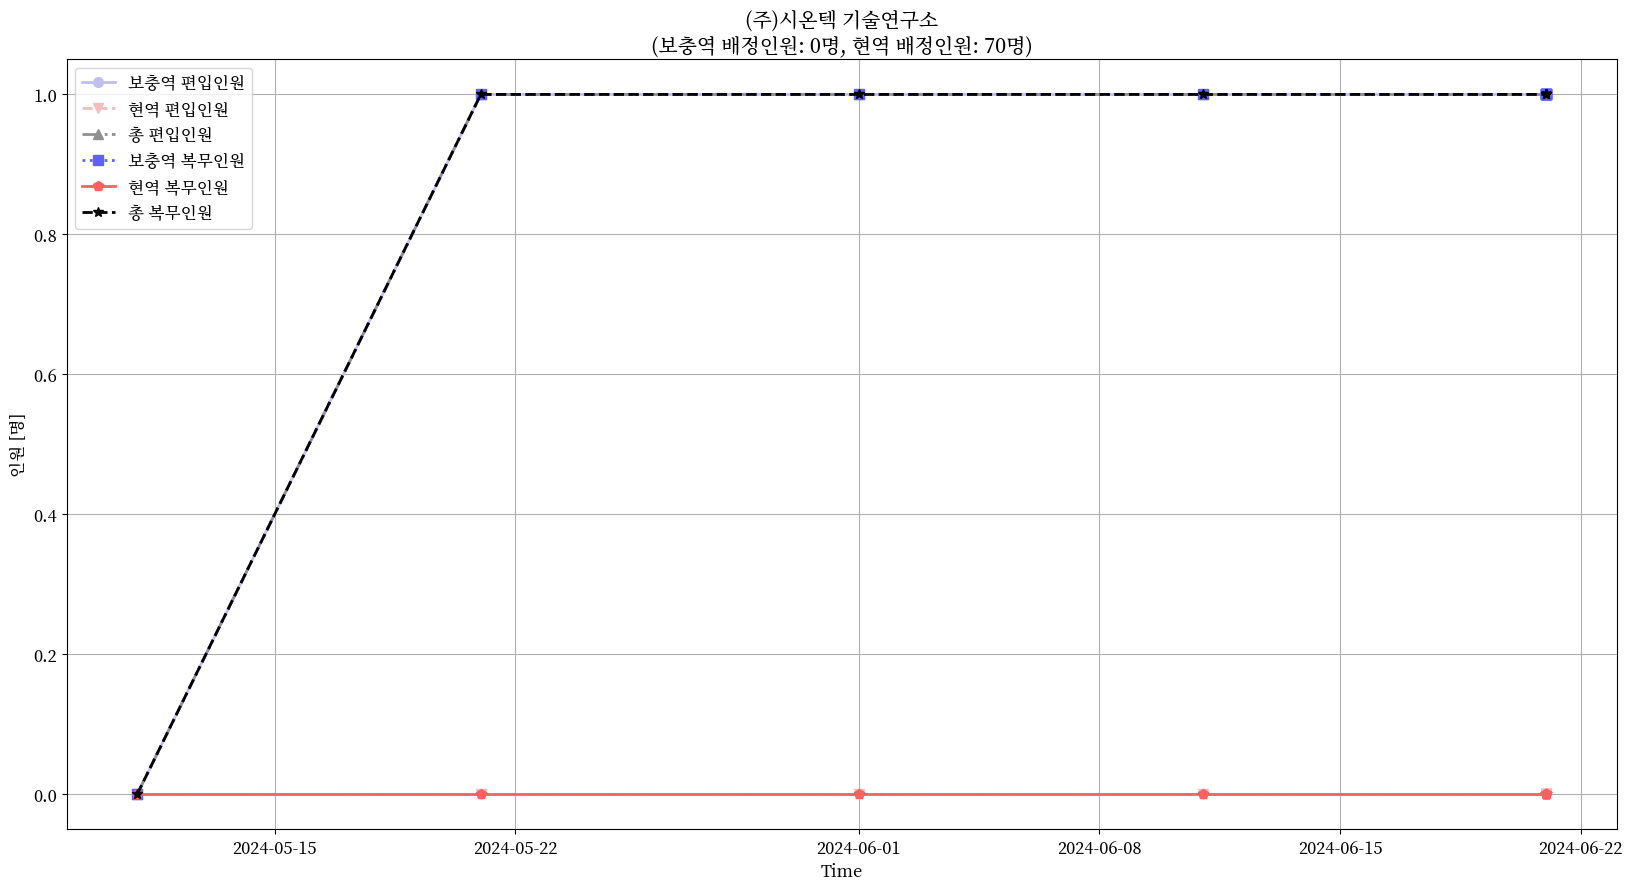 (주)시온텍 기술연구소
(보충역 배정인원: 0명, 현역 배정인원: 70명)
보충역 편입인원
현역 편입인원
총 편입인원
보충역 복무인원
현역 복무인원
총 복무인원
1.0
0.8
0.6
0.4
0.2
0.0
인원 [명]
2024-05-15 2024-05-22 2024-06-01 2024-06-08 2024-06-15 2024-06-22
Time